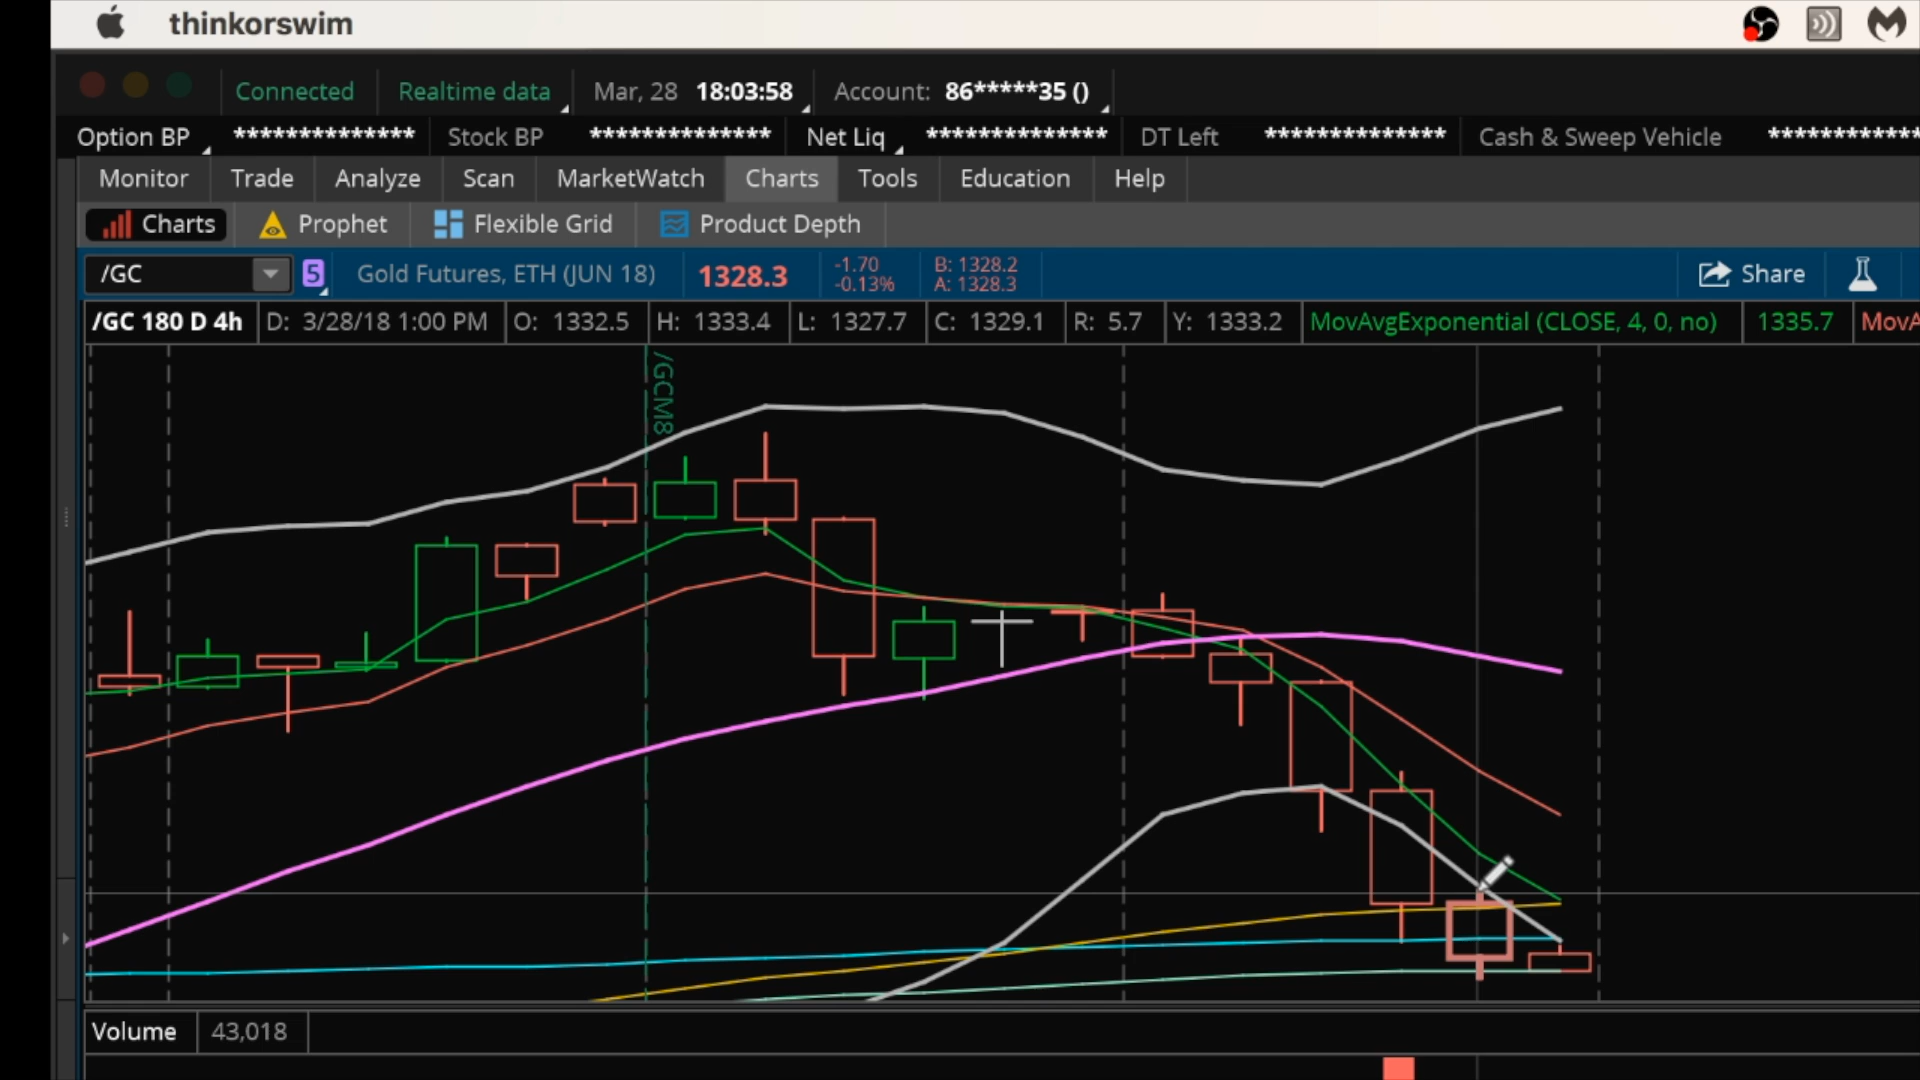 thinkorswim
Connected Realtime data Mar, 28 18:03:58 Account: 86*****35 ()
Option BP ************** Stock BP ************** Net Liq ************** DT Left ************** Cash & Sweep Vehicle ************
Monitor Trade Analyze Scan MarketWatch Charts Tools Education Help
Charts Prophet Flexible Grid Product Depth
/GC 5 Gold Futures, ETH (JUN 18) 1328.3 -1.70 B: 1328.2 Share
-0.13% A: 1328.3
/GC 180 D 4h D: 3/28/18 1:00 PM O: 1332.5 H: 1333.4 L: 1327.7 C: 1329.1 R: 5.7 Y: 1333.2 MovAvgExponential (CLOSE, 4, 0, no) 1335.7 MovA
/GCM8
Volume 43,018